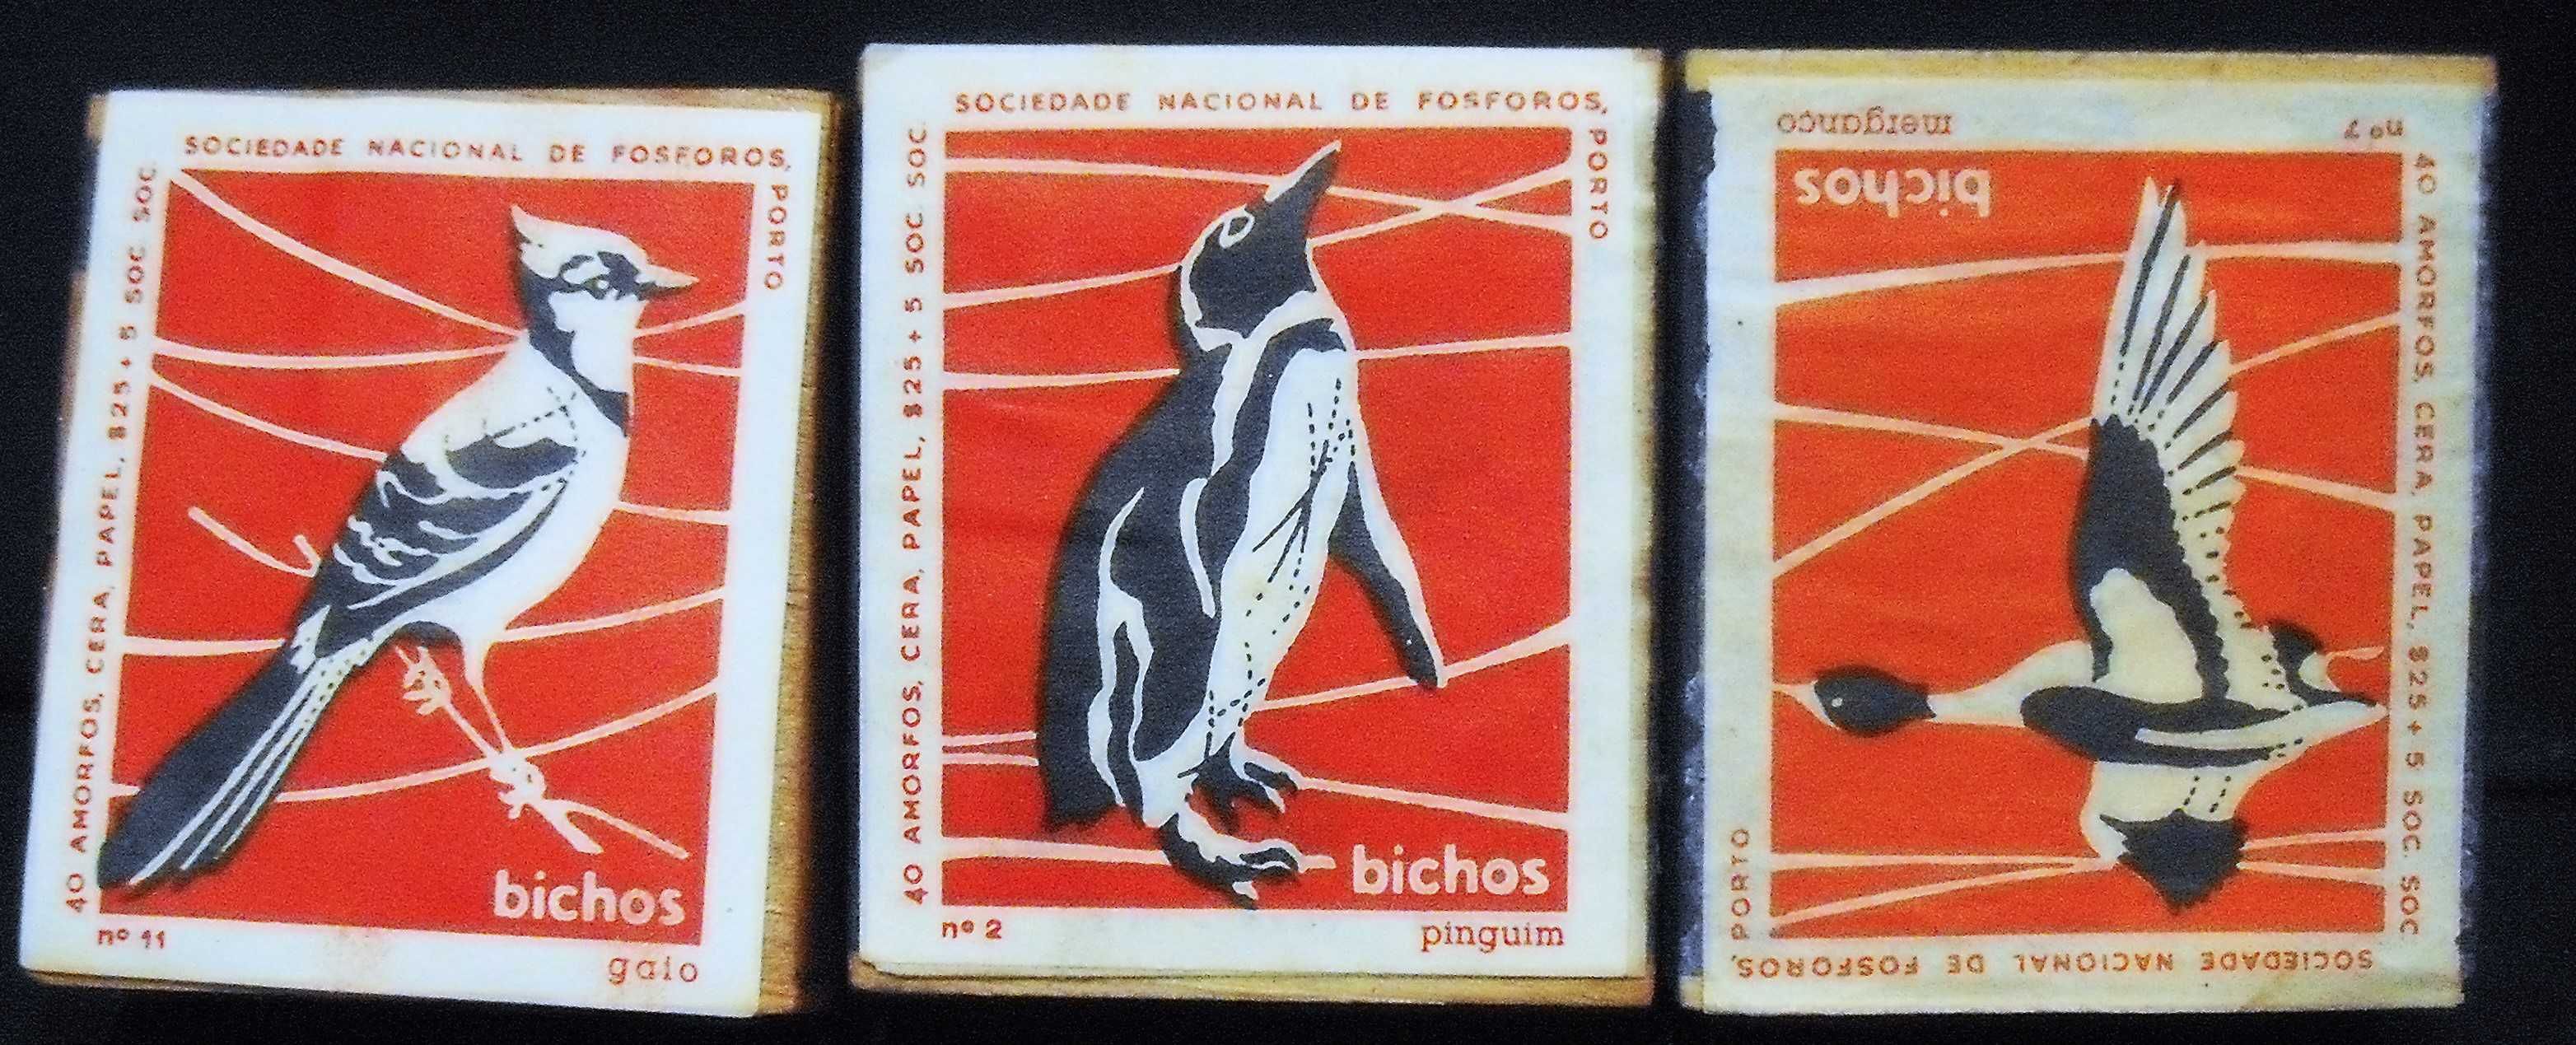 SOCIEDADE NACIONAL DE FOSFOROS,
PORTO
40 AMORFOS, CERA, PAPEL, $25 + 5 SOC. SOC.
bichos
nº 11
gaio
SOCIEDADE NACIONAL DE FOSFOROS,
PORTO
40 AMORFOS, CERA, PAPEL, $25 + 5 SOC. SOC.
bichos
nº 2
pinguim
SOCIEDADE NACIONAL DE FOSFOROS,
PORTO
40 AMORFOS, CERA, PAPEL, $25 + 5 SOC. SOC.
bichos
nº 7
merganço